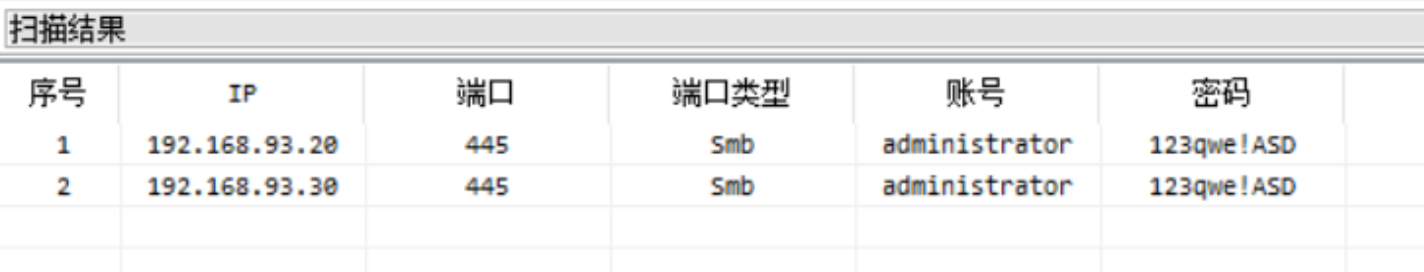 扫描结果
序号 IP 端口 端口类型 账号 密码
1 192.168.93.20 445 Smb administrator 123qwe!ASD
2 192.168.93.30 445 Smb administrator 123qwe!ASD